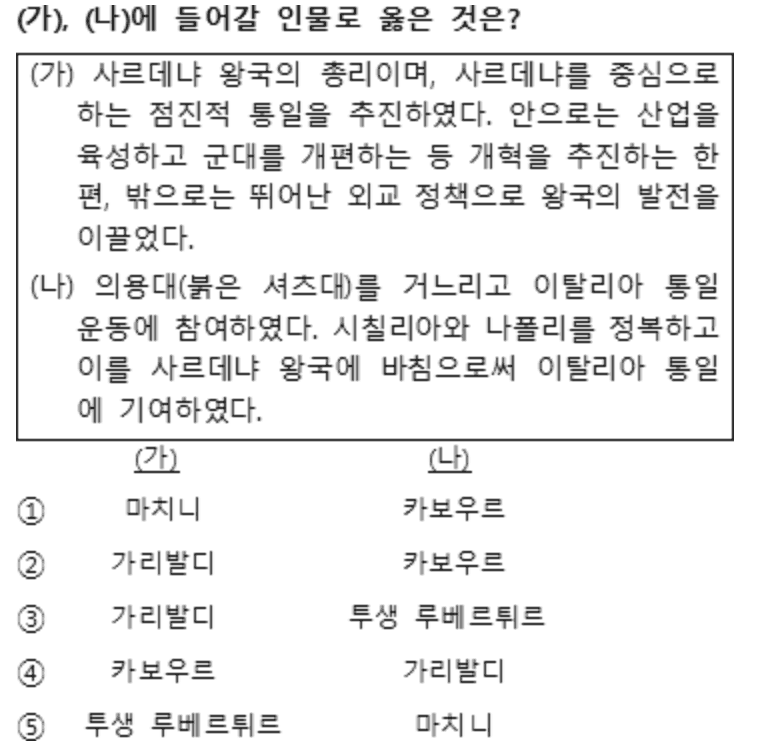 (가), (나)에 들어갈 인물로 옳은 것은?
(가) 사르데냐 왕국의 총리이며, 사르데냐를 중심으로
하는 점진적 통일을 추진하였다. 안으로는 산업을
육성하고 군대를 개편하는 등 개혁을 추진하는 한
편, 밖으로는 뛰어난 외교 정책으로 왕국의 발전을
이끌었다.
(나) 의용대(붉은 셔츠대)를 거느리고 이탈리아 통일
운동에 참여하였다. 시칠리아와 나폴리를 정복하고
이를 사르데냐 왕국에 바침으로써 이탈리아 통일
에 기여하였다.
(가) (나)
① 마치니 카보우르
② 가리발디 카보우르
③ 가리발디 투생 루베르튀르
④ 카보우르 가리발디
⑤ 투생 루베르튀르 마치니